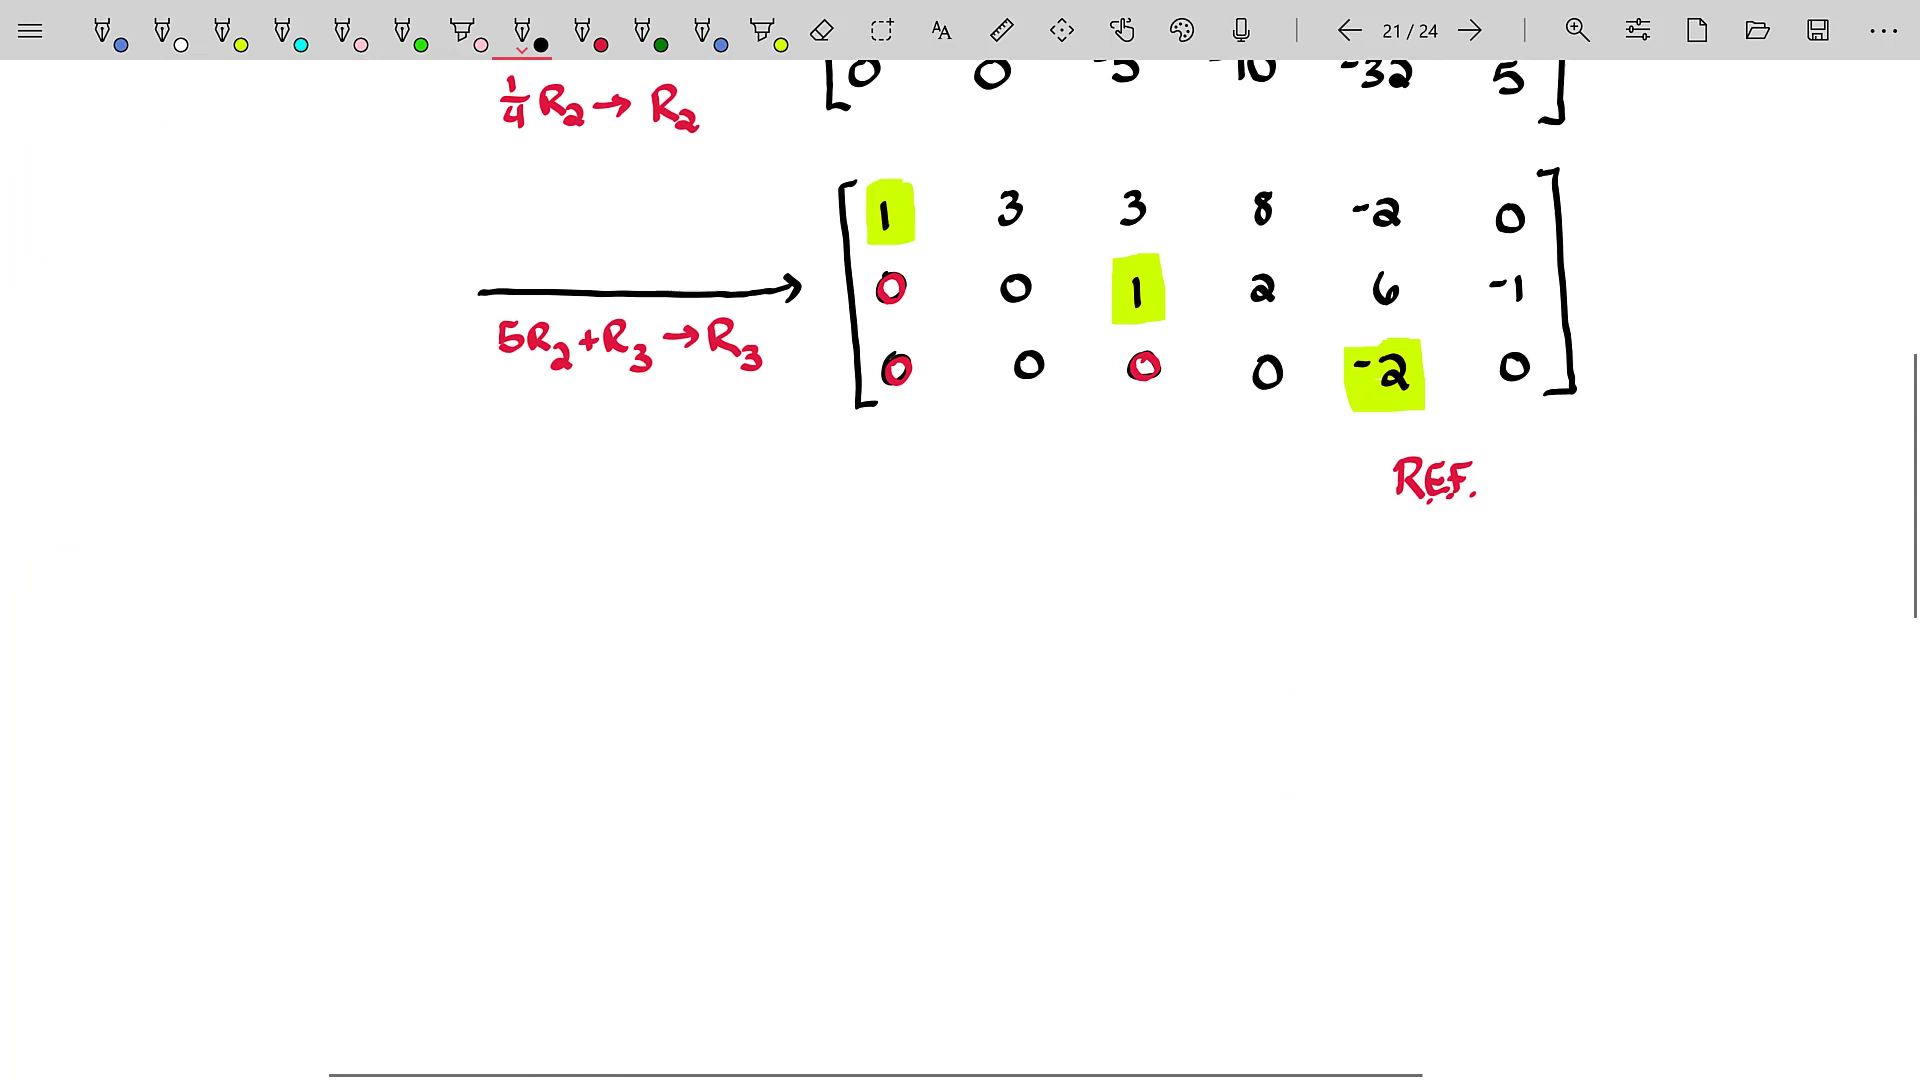 21 / 24
0 0 -5 -10 -32 5
1/4 R₂ → R₂
1 3 3 8 -2 0
0 0 1 2 6 -1
5R₂ + R₃ → R₃
0 0 0 0 -2 0
R.E.F.